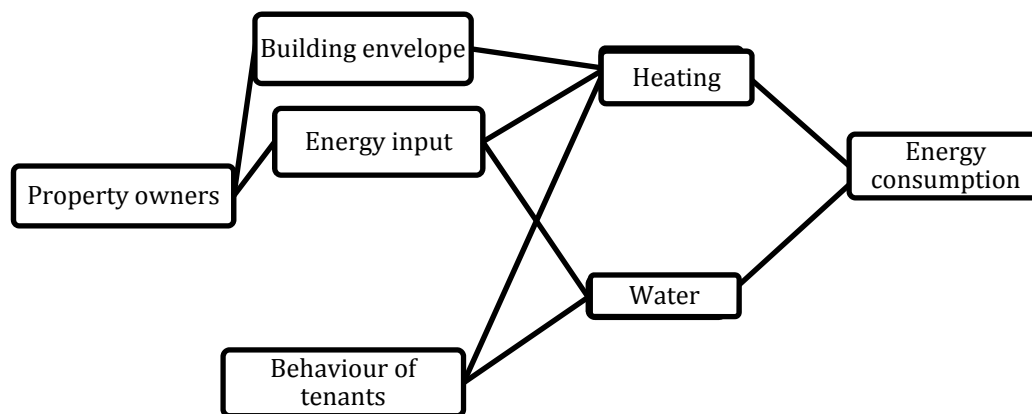 Building envelope
Heating
Energy input
Energy
consumption
Property owners
Water
Behaviour of
tenants